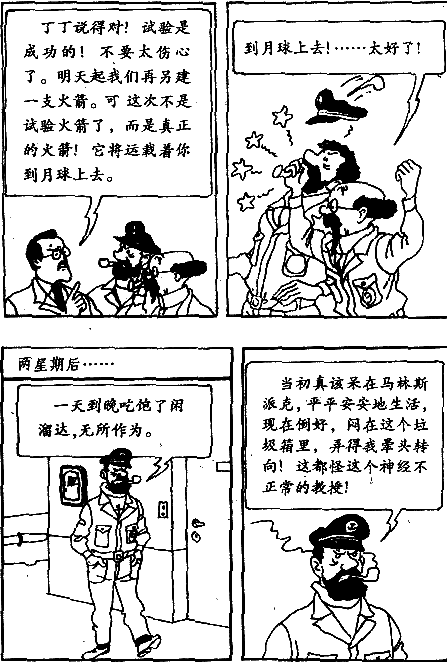 丁丁说得对！试验是
成功的！不要太伤心
了。明天起我们再另建
一支火箭。可这次不是
试验火箭了，而是真正
的火箭！它将运载着你
到月球上去。
到月球上去！……太好了！
两星期后……
一天到晚吃饱了闲
溜达，无所作为。
当初真该呆在马林斯
派克，平平安安地生活，
现在倒好，闷在这个垃
圾箱里，弄得我晕头转
向！这都怪这个神经不
正常的教授！